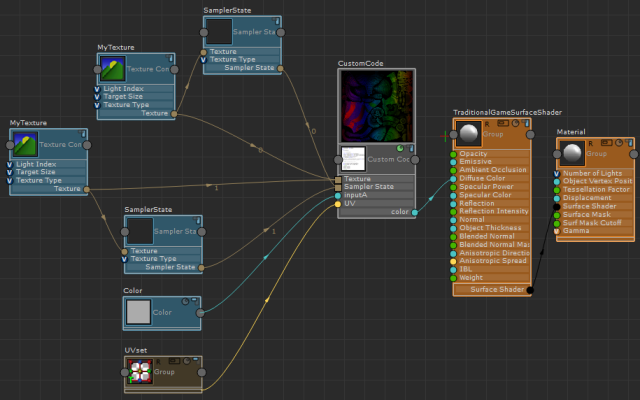 SamplerState
Sampler Sta
Texture
Texture Type
Sampler State
MyTexture
Texture Con
Light Index
Target Size
Texture Type
Texture
MyTexture
Texture Con
Light Index
Target Size
Texture Type
Texture
SamplerState
Sampler Sta
Texture
Texture Type
Sampler State
Color
Color
UVset
R
Group
0
0
1
1
CustomCode
Custom Cod
Texture
Sampler State
inputA
UV
color
TraditionalGameSurfaceShader
R
Group
Opacity
Emissive
Ambient Occlusion
Diffuse Color
Specular Power
Specular Color
Reflection
Reflection Intensity
Normal
Object Thickness
Blended Normal
Blended Normal Mas
Anisotropic Directio
Anisotropic Spread
IBL
Weight
Surface Shader
Material
R
Group
Number of Lights
Object Vertex Posit
Tessellation Factor
Displacement
Surface Shader
Surface Mask
Surf Mask Cutoff
Gamma